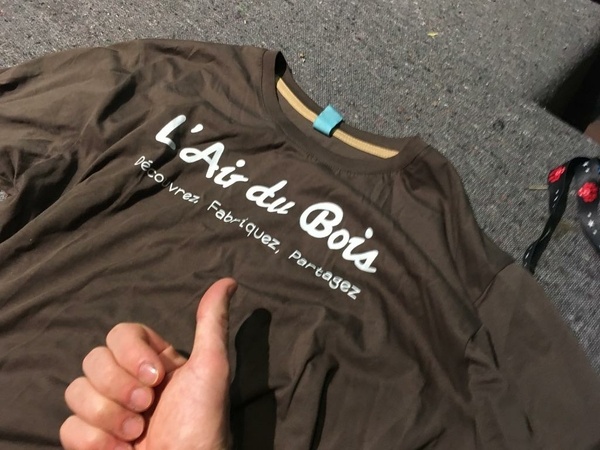 L'Air du Bois
Découvrez, Fabriquez, Partagez